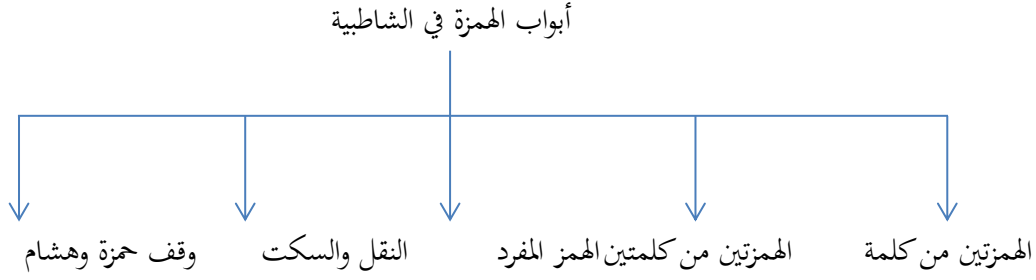 أبواب الهمزة في الشاطبية
الهمزتين من كلمة
الهمزتين من كلمتين
الهمز المفرد
النقل والسكت
وقف حمزة وهشام